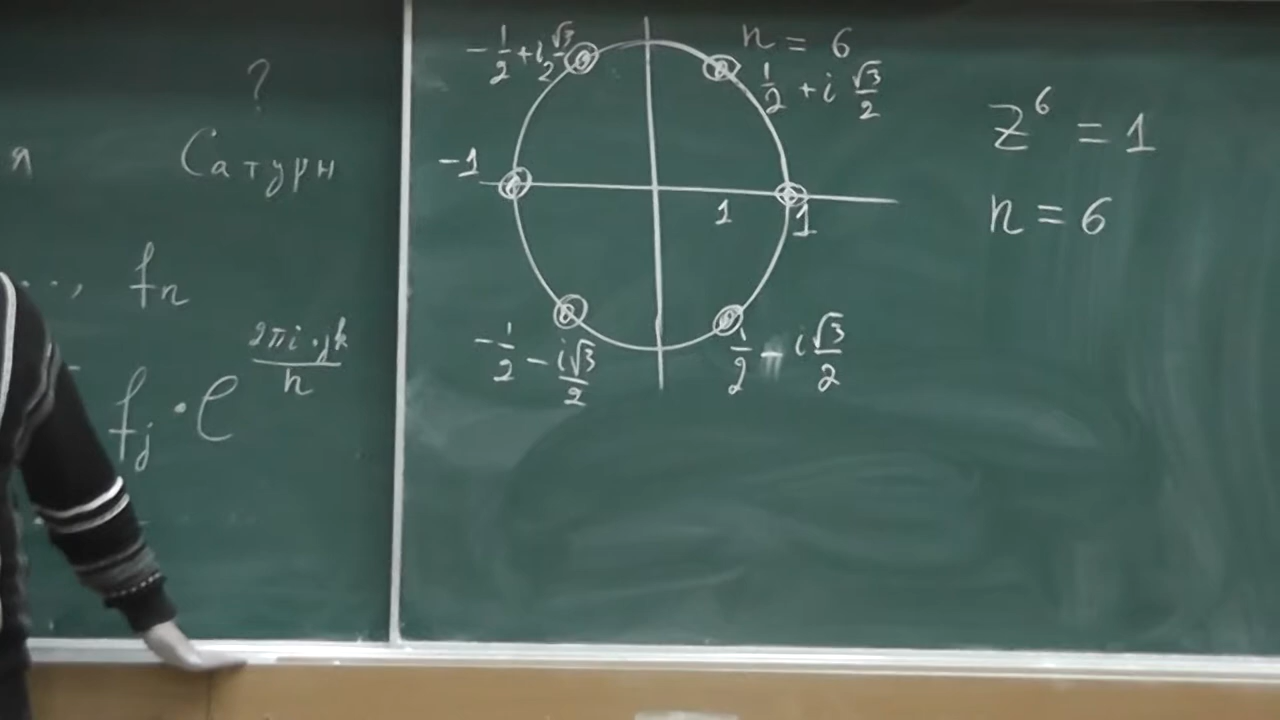 ?
я Сатурн
..., fn
fj · e^(2πi·jk/n)
n = 6
-1/2 + i√3/2
1/2 + i √3/2
-1
1
1
-1/2 - i√3/2
1/2 - i√3/2
z^6 = 1
n = 6